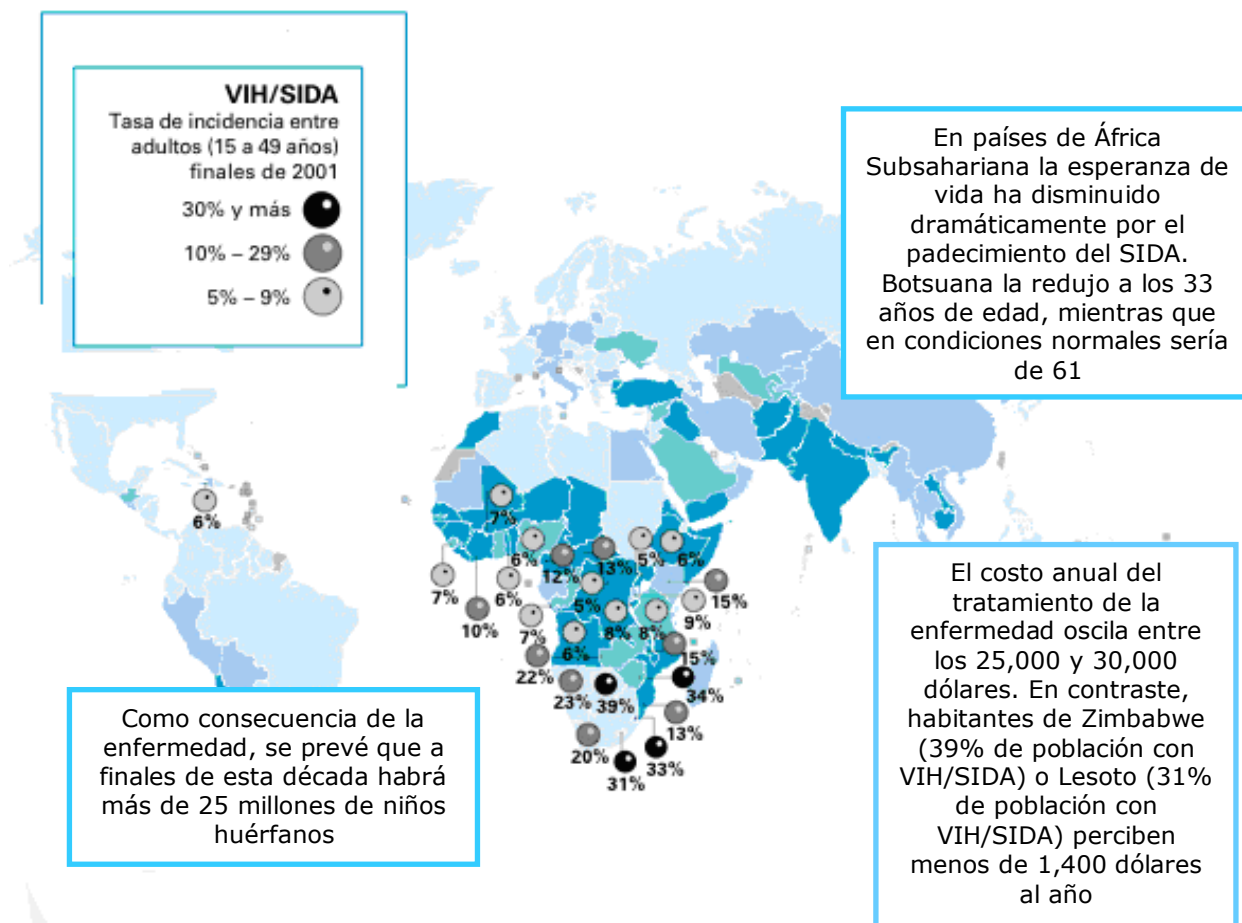 VIH/SIDA
Tasa de incidencia entre
adultos (15 a 49 años)
finales de 2001
30% y más
10% – 29%
5% – 9%
En países de África
Subsahariana la esperanza de
vida ha disminuido
dramáticamente por el
padecimiento del SIDA.
Botsuana la redujo a los 33
años de edad, mientras que
en condiciones normales sería
de 61
6%
7%
6%
12%
13%
5%
6%
7%
10%
6%
7%
5%
8%
8%
9%
15%
6%
22%
15%
23%
39%
34%
13%
20%
31%
33%
Como consecuencia de la
enfermedad, se prevé que a
finales de esta década habrá
más de 25 millones de niños
huérfanos
El costo anual del
tratamiento de la
enfermedad oscila entre
los 25,000 y 30,000
dólares. En contraste,
habitantes de Zimbabwe
(39% de población con
VIH/SIDA) o Lesoto (31%
de población con
VIH/SIDA) perciben
menos de 1,400 dólares
al año